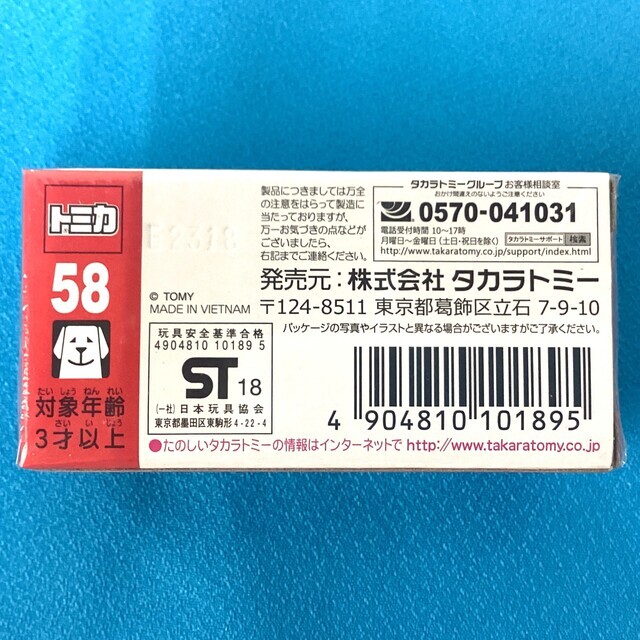 トミカ
58
たいしょうねんれい
対象年齢
さいいじょう
3才以上
© TOMY
MADE IN VIETNAM
製品につきましては万全
の注意をはらって製造に
当たっておりますが、
万一お気づきの点などが
ございましたら、
右記までご連絡ください。
タカラトミーグループお客様相談室
おかけ間違えのないようご注意ください
0570-041031
電話受付時間 10〜17時
月曜日〜金曜日(土・日・祝日を除く)
タカラトミーサポート 検索
www.takaratomy.co.jp/support/index.html
発売元:株式会社 タカラトミー
〒124-8511 東京都葛飾区立石 7-9-10
パッケージの写真やイラストと異なる場合がございますがご了承ください。
玩具安全基準合格
4904810 10189 5
ST 18
(一社)日本玩具協会
東京都墨田区東駒形4-22-4
4 904810 101895
●たのしいタカラトミーの情報はインターネットで http://www.takaratomy.co.jp